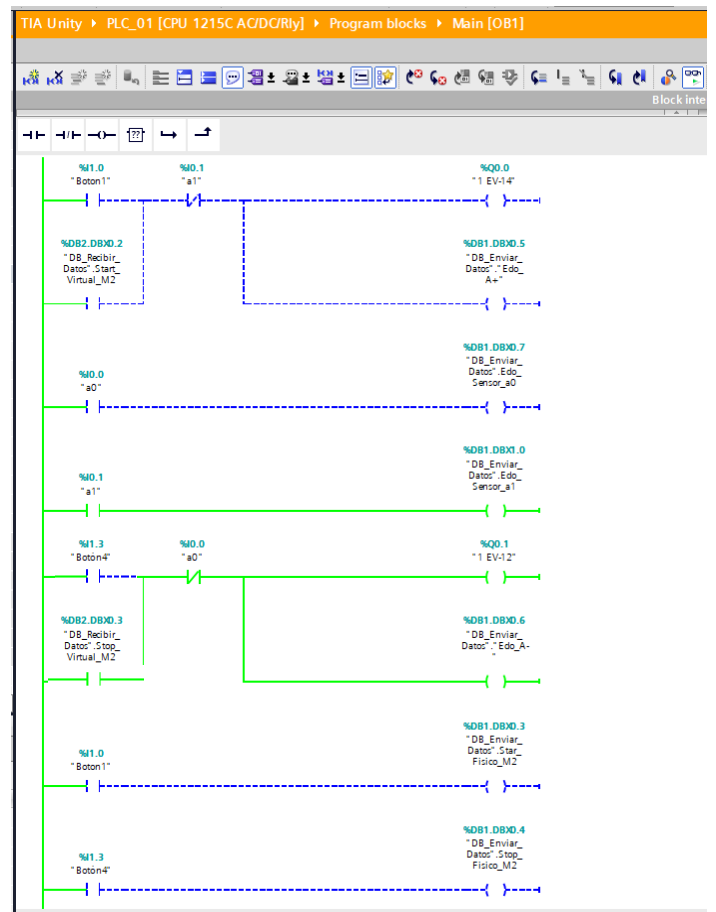 TIA Unity ▸ PLC_01 [CPU 1215C AC/DC/Rly] ▸ Program blocks ▸ Main [OB1]
Block inte
??
%I1.0
"Boton1"
%I0.1
"a1"
%Q0.0
"1 EV-14"
%DB2.DBX0.2
"DB_Recibir_
Datos".Start_
Virtual_M2
%DB1.DBX0.5
"DB_Enviar_
Datos"."Edo_
A+"
%I0.0
"a0"
%DB1.DBX0.7
"DB_Enviar_
Datos".Edo_
Sensor_a0
%I0.1
"a1"
%DB1.DBX1.0
"DB_Enviar_
Datos".Edo_
Sensor_a1
%I1.3
"Botón4"
%I0.0
"a0"
%Q0.1
"1 EV-12"
%DB2.DBX0.3
"DB_Recibir_
Datos".Stop_
Virtual_M2
%DB1.DBX0.6
"DB_Enviar_
Datos"."Edo_A-
"
%I1.0
"Boton1"
%DB1.DBX0.3
"DB_Enviar_
Datos".Star_
Fisico_M2
%I1.3
"Botón4"
%DB1.DBX0.4
"DB_Enviar_
Datos".Stop_
Fisico_M2